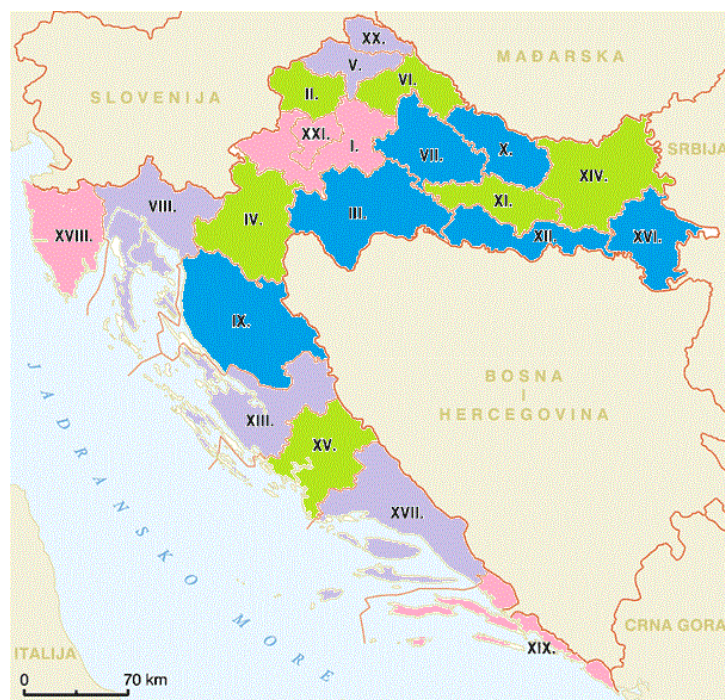 XX.
MAĐARSKA
V.
VI.
II.
SLOVENIJA
XXI.
I.
VII.
X.
SRBIJA
XIV.
VIII.
IV.
III.
XI.
XVIII.
XII.
XVI.
IX.
BOSNA
I
HERCEGOVINA
XIII.
XV.
XVII.
JADRANSKO MORE
CRNA GORA
XIX.
ITALIJA
0 70 km